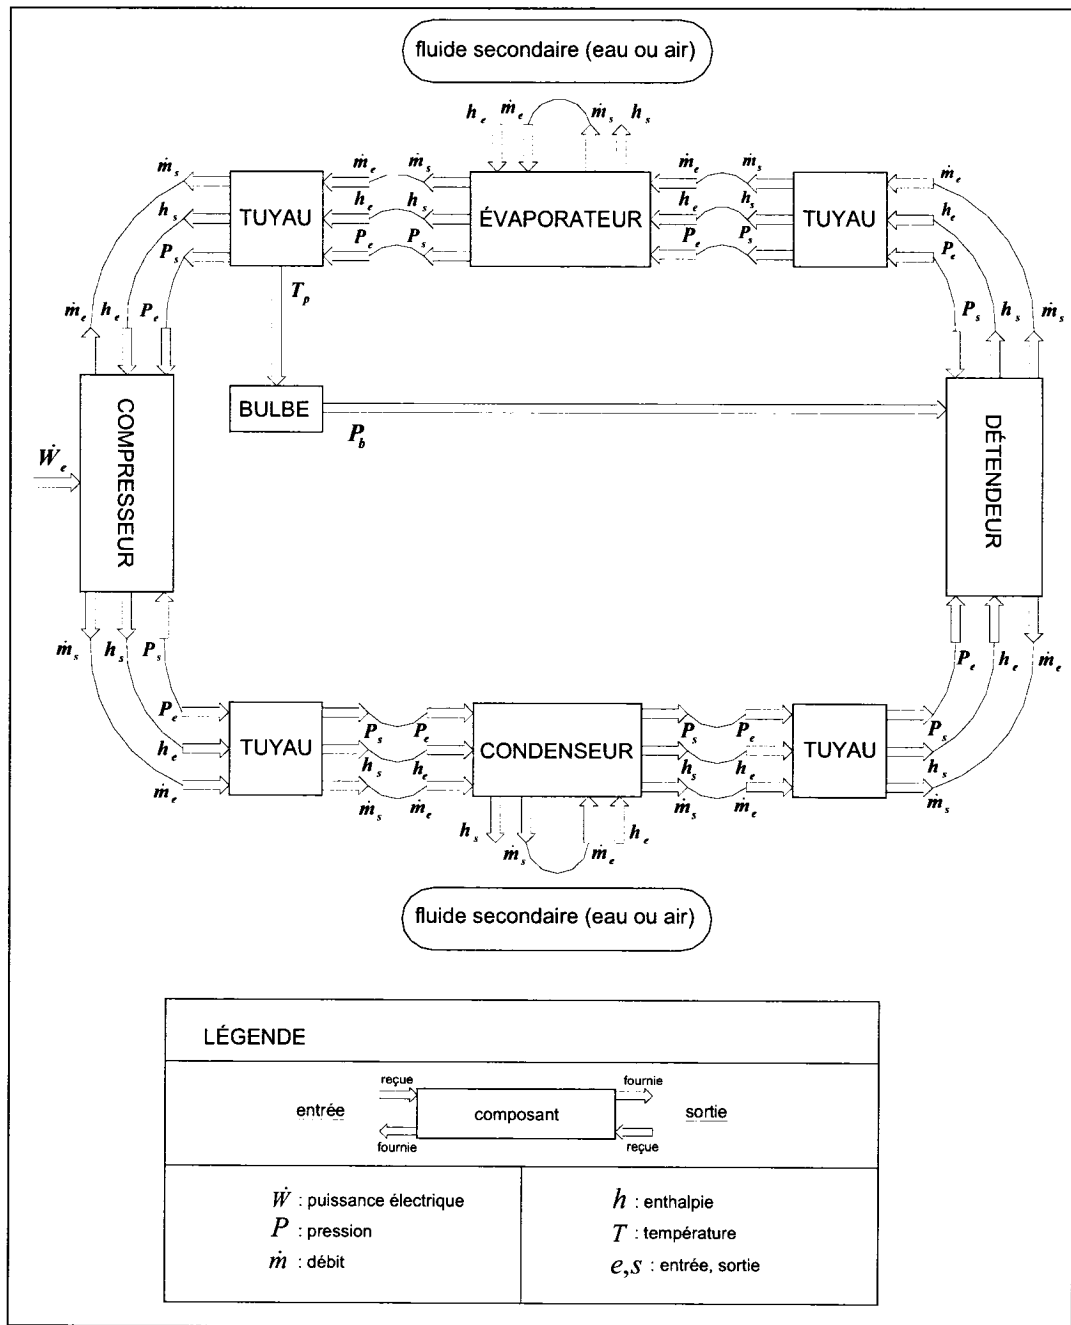 fluide secondaire (eau ou air)
h_e ṁ_e ṁ_s h_s
ṁ_s ṁ_e ṁ_s ṁ_e ṁ_s ṁ_e
h_s TUYAU h_e h_s ÉVAPORATEUR h_e h_s TUYAU h_e
P_s P_e P_s P_e P_s P_e
ṁ_e h_e P_e T_p P_s h_s ṁ_s
COMPRESSEUR
BULBE
P_b
DÉTENDEUR
Ẇ_e
ṁ_s h_s P_s P_e h_e ṁ_e
P_e P_s P_e P_s P_e P_s
h_e TUYAU h_s h_e CONDENSEUR h_s h_e TUYAU h_s
ṁ_e ṁ_s ṁ_e ṁ_s ṁ_e ṁ_s
h_s ṁ_s ṁ_e h_e
fluide secondaire (eau ou air)
LÉGENDE
reçue fournie
entrée composant sortie
fournie reçue
Ẇ : puissance électrique
P : pression
ṁ : débit
h : enthalpie
T : température
e,s : entrée, sortie